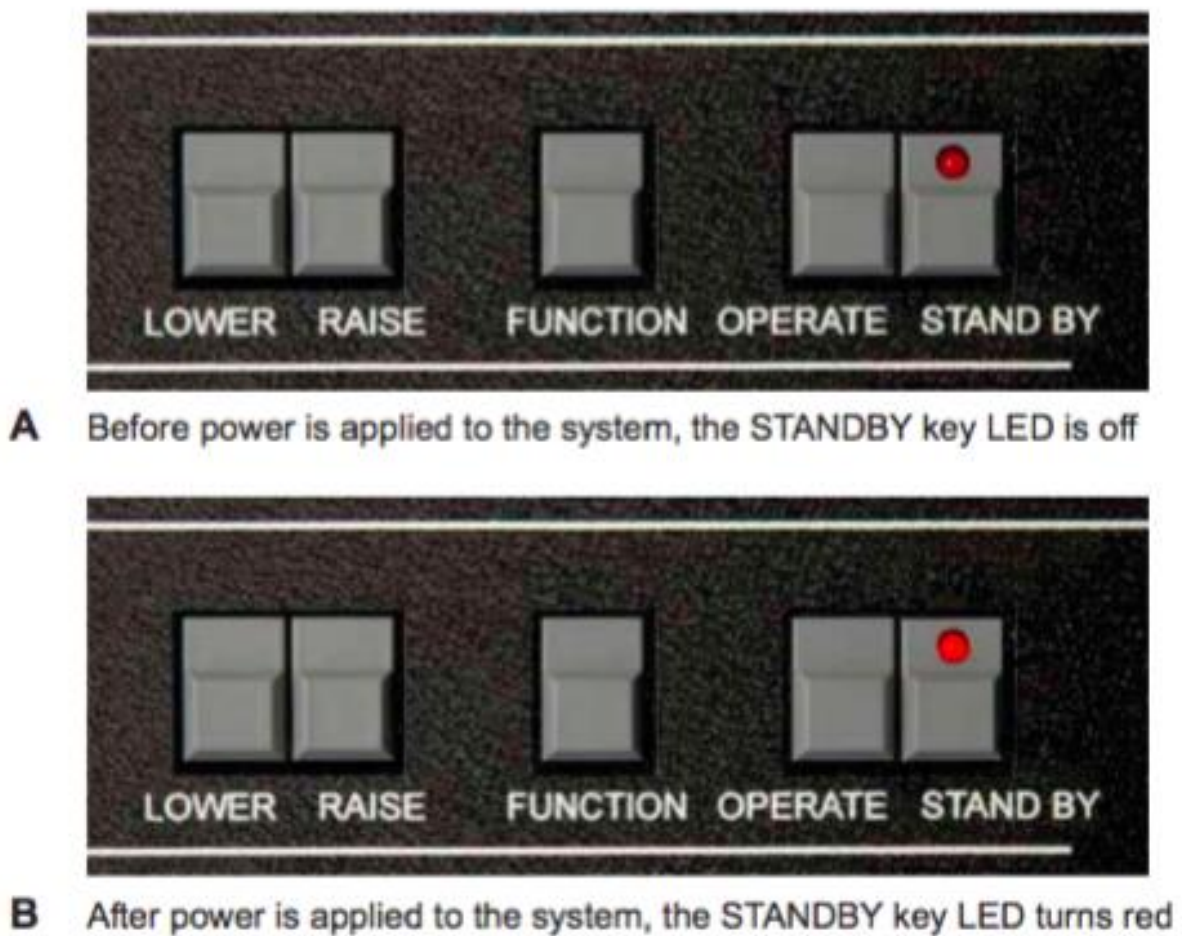 LOWER RAISE FUNCTION OPERATE STAND BY
A Before power is applied to the system, the STANDBY key LED is off
LOWER RAISE FUNCTION OPERATE STAND BY
B After power is applied to the system, the STANDBY key LED turns red